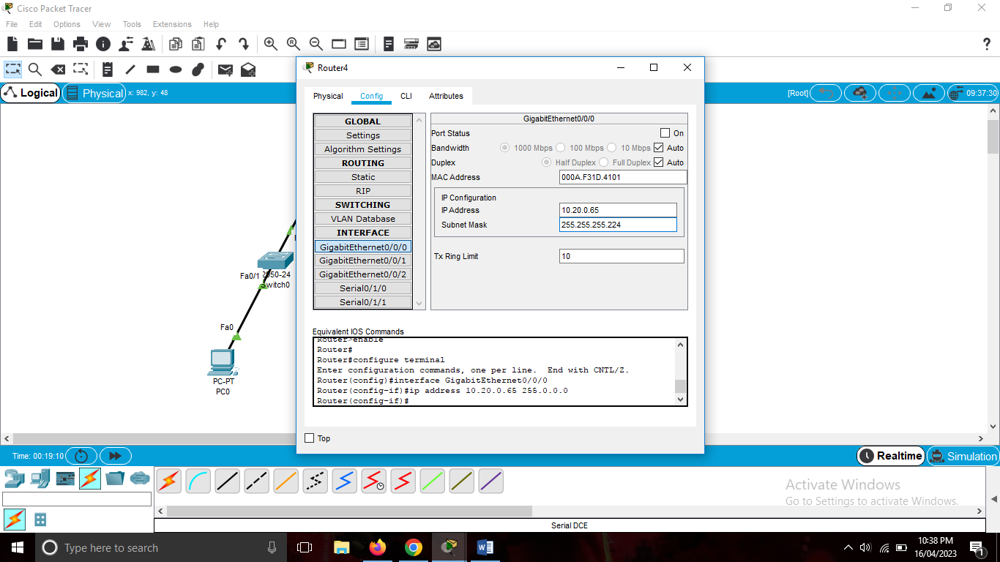 Cisco Packet Tracer
File Edit Options View Tools Extensions Help
Logical
Physical
x: 982, y: 48
[Root]
09:37:30
Router4
Physical Config CLI Attributes
GLOBAL
Settings
Algorithm Settings
ROUTING
Static
RIP
SWITCHING
VLAN Database
INTERFACE
GigabitEthernet0/0/0
GigabitEthernet0/0/1
GigabitEthernet0/0/2
Serial0/1/0
Serial0/1/1
GigabitEthernet0/0/0
Port Status On
Bandwidth 1000 Mbps 100 Mbps 10 Mbps Auto
Duplex Half Duplex Full Duplex Auto
MAC Address 000A.F31D.4101
IP Configuration
IP Address 10.20.0.65
Subnet Mask 255.255.255.224
Tx Ring Limit 10
Equivalent IOS Commands
Router>enable
Router#
Router#configure terminal
Enter configuration commands, one per line. End with CNTL/Z.
Router(config)#interface GigabitEthernet0/0/0
Router(config-if)#ip address 10.20.0.65 255.0.0.0
Router(config-if)#
Top
Fa0/1
Switch0
Fa0
PC-PT
PC0
Time: 00:19:10
Realtime
Simulation
Activate Windows
Go to Settings to activate Windows.
Serial DCE
Type here to search
10:38 PM
16/04/2023
1